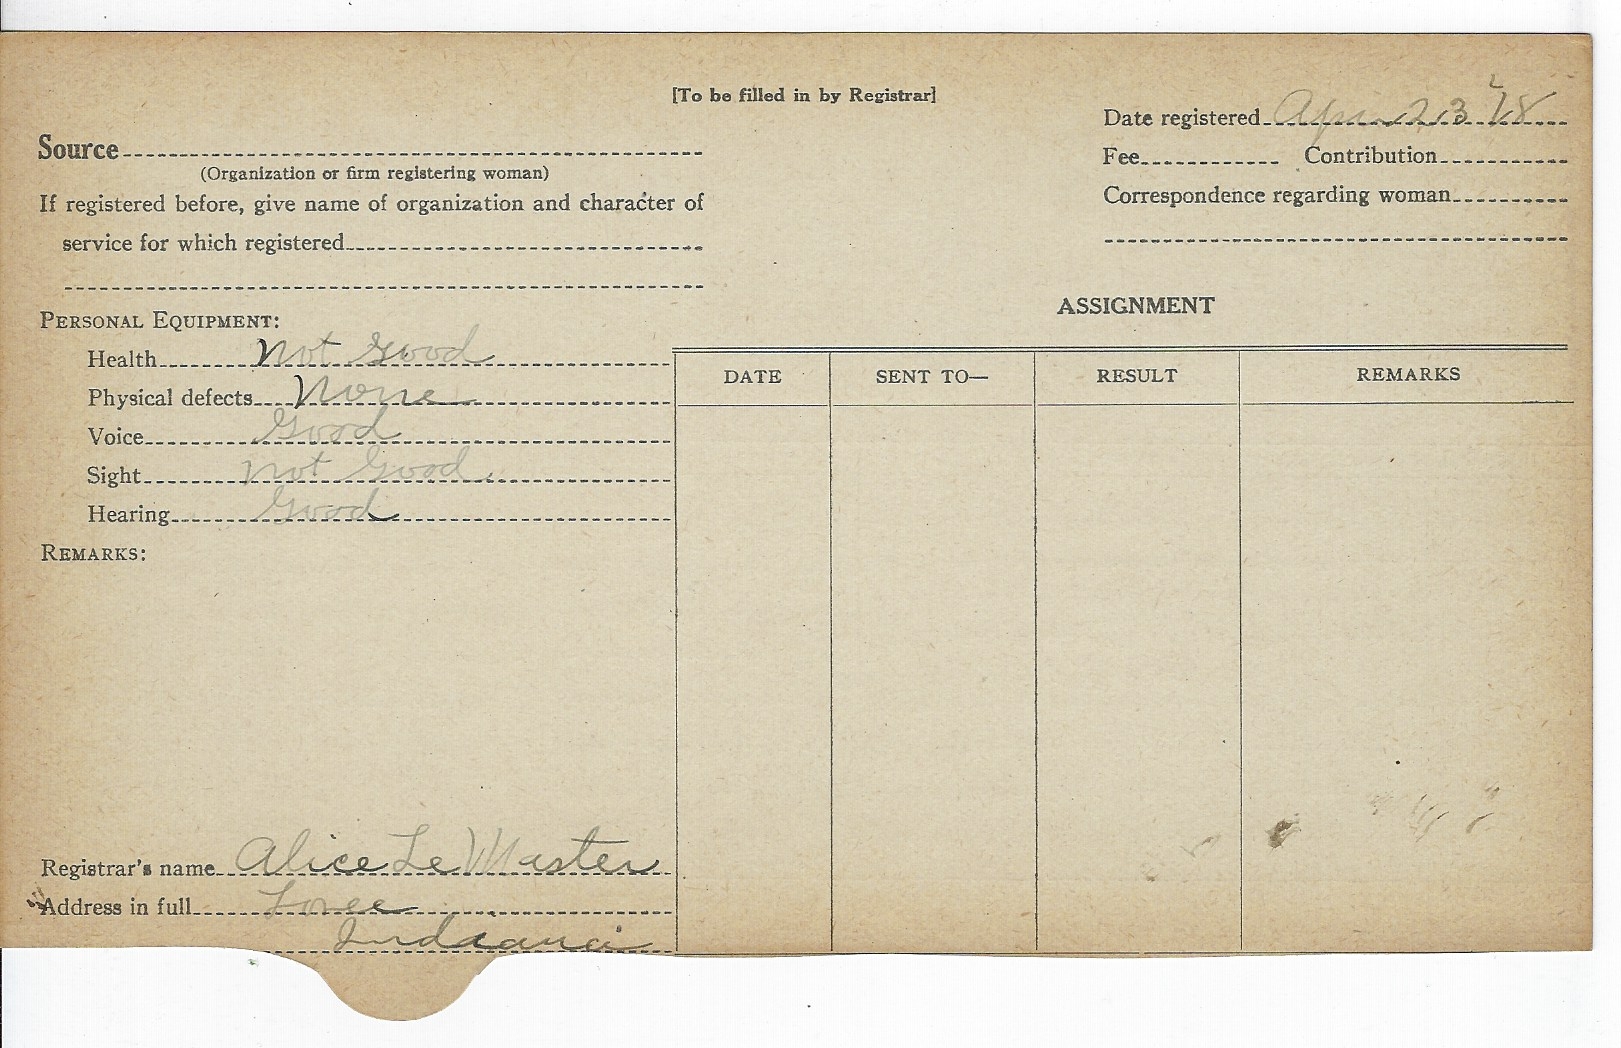 [To be filled in by Registrar]
Date registered Apr 23 '18
Source
(Organization or firm registering woman)
Fee Contribution
If registered before, give name of organization and character of
service for which registered
Correspondence regarding woman
PERSONAL EQUIPMENT:
Health Not Good
Physical defects None
Voice Good
Sight Not Good
Hearing Good
REMARKS:
ASSIGNMENT
DATE SENT TO— RESULT REMARKS
Registrar's name Alice Le Master
Address in full Loree
Indiana